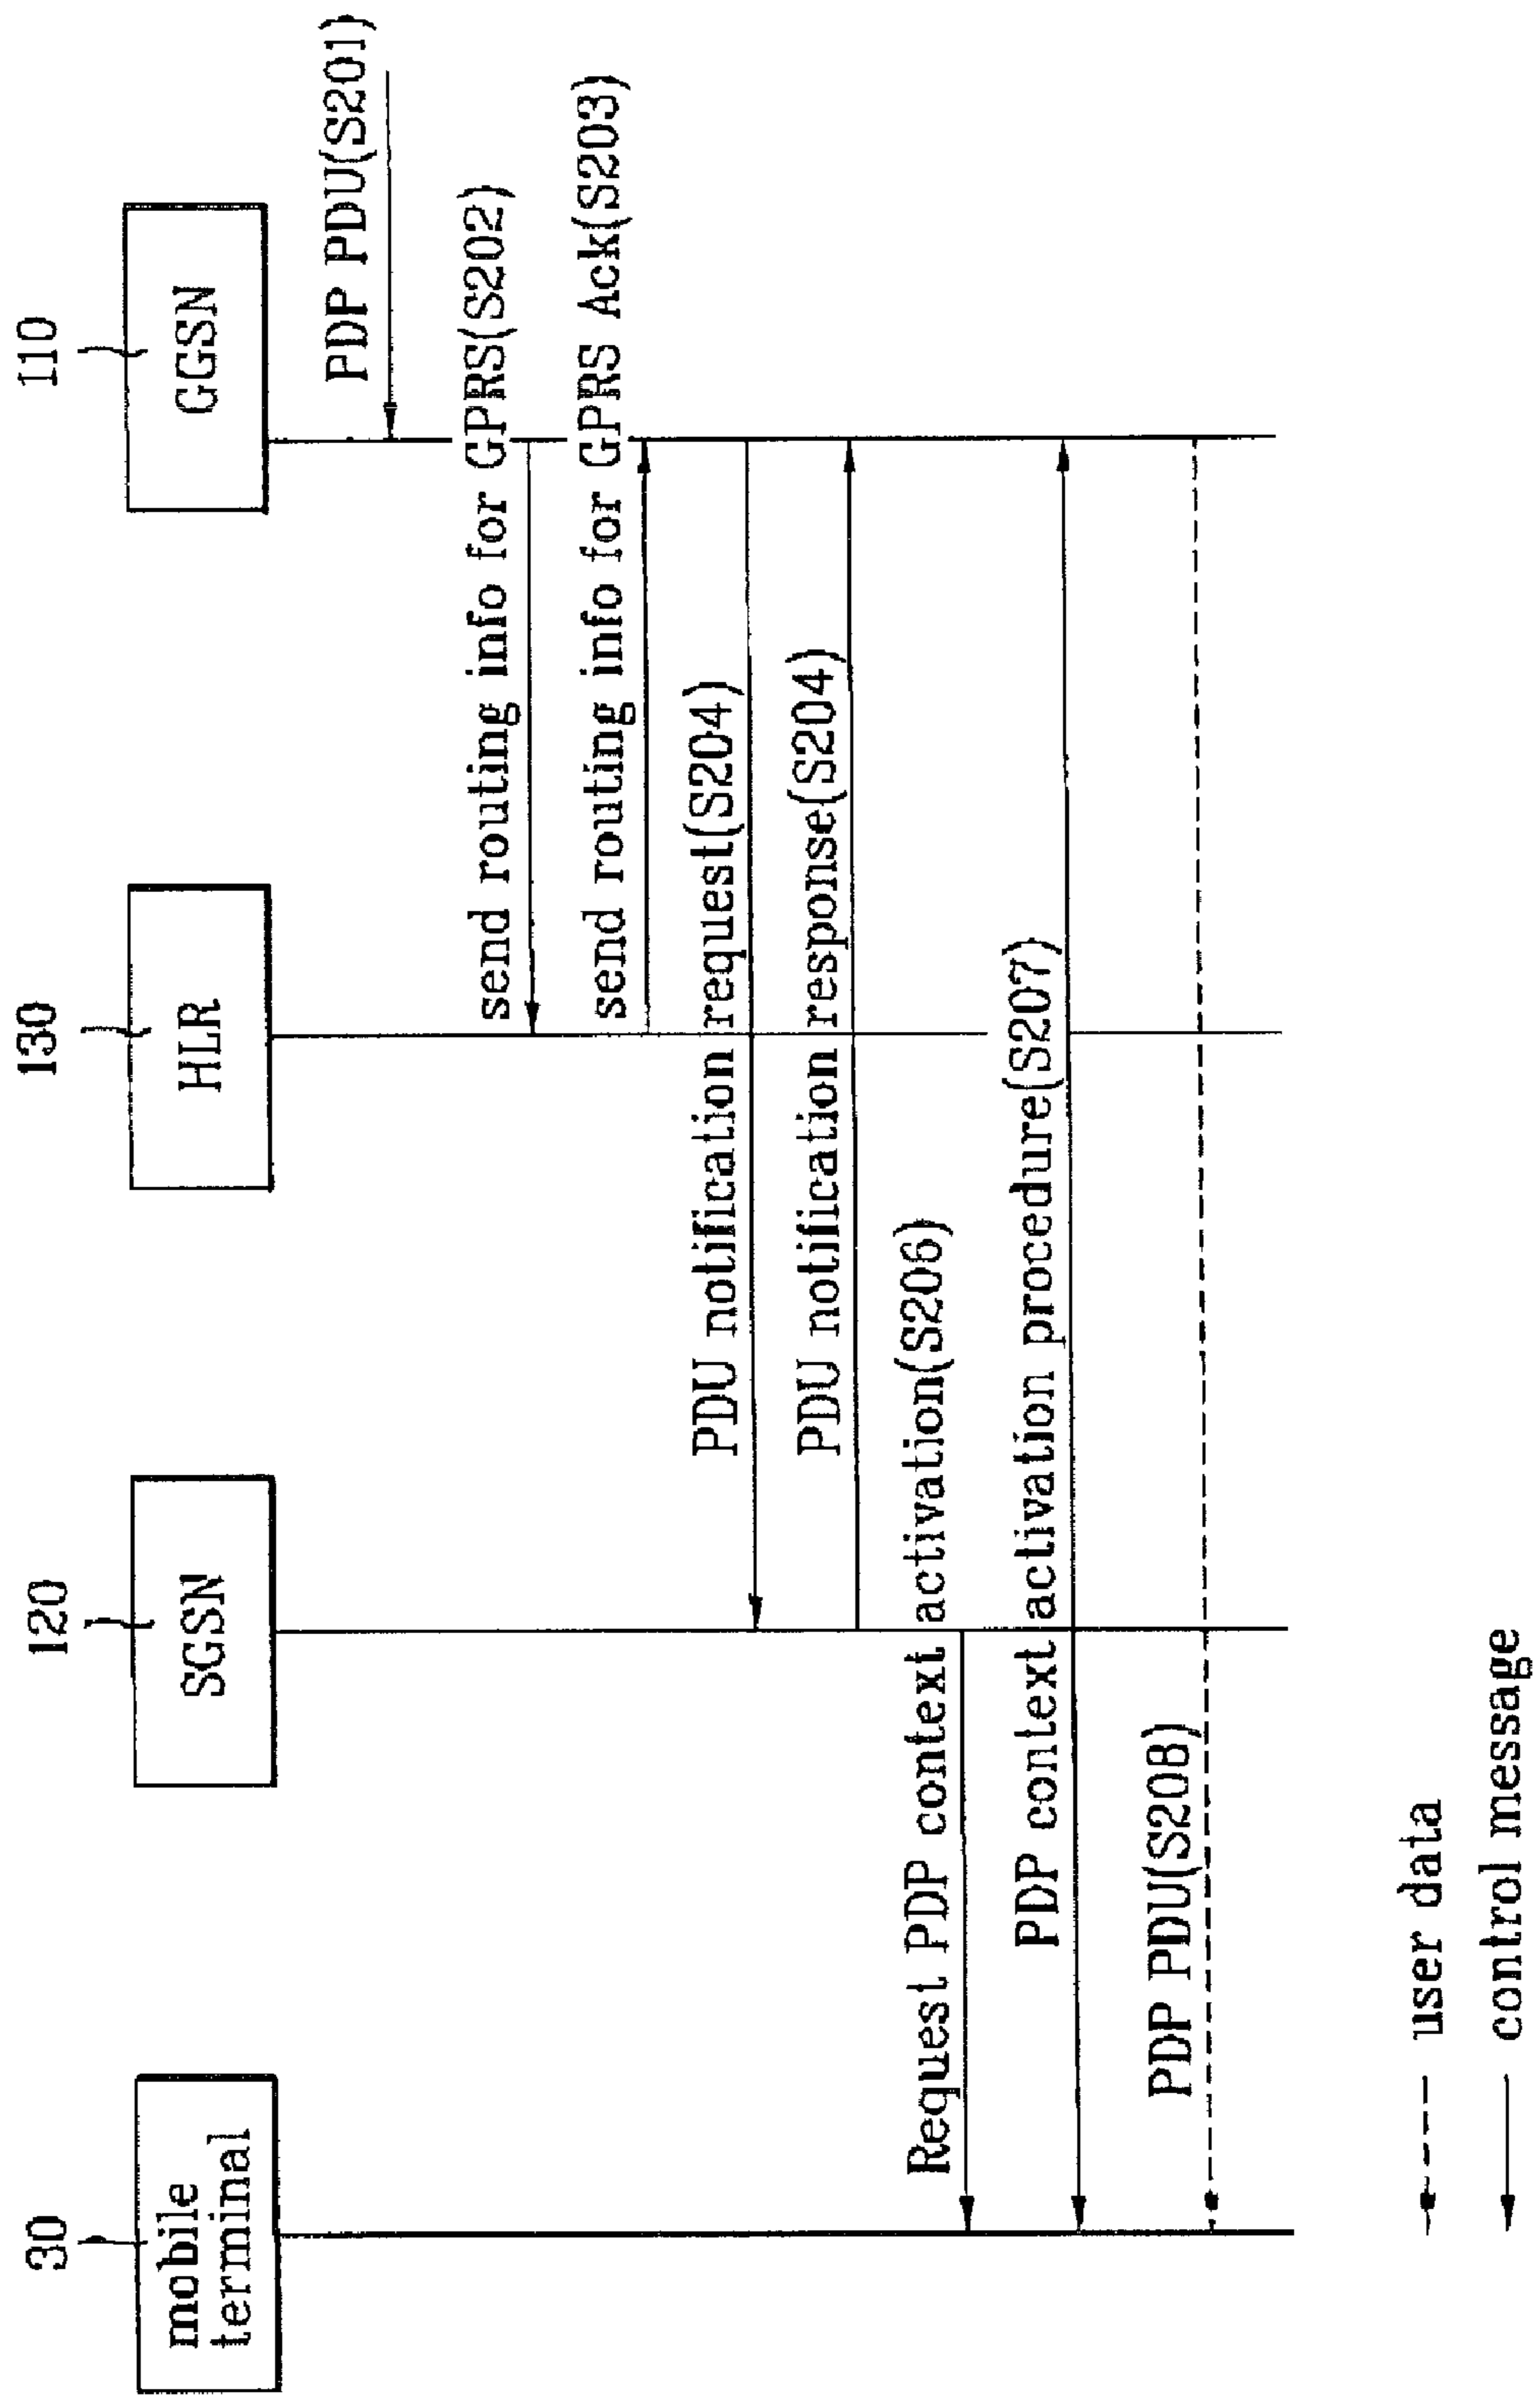 30
120
130
110
mobile
terminal
SGSN
HLR
GGSN
PDP PDU(S201)
send routing info for GPRS(S202)
send routing info for GPRS Ack(S203)
PDU notification request(S204)
PDU notification response(S204)
Request PDP context activation(S206)
PDP context activation procedure(S207)
PDP PDU(S208)
user data
control message